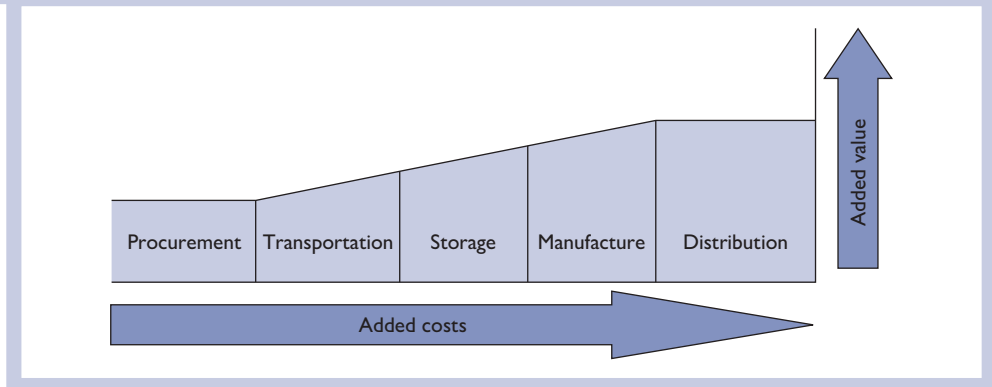 Added value
Procurement Transportation Storage Manufacture Distribution
Added costs